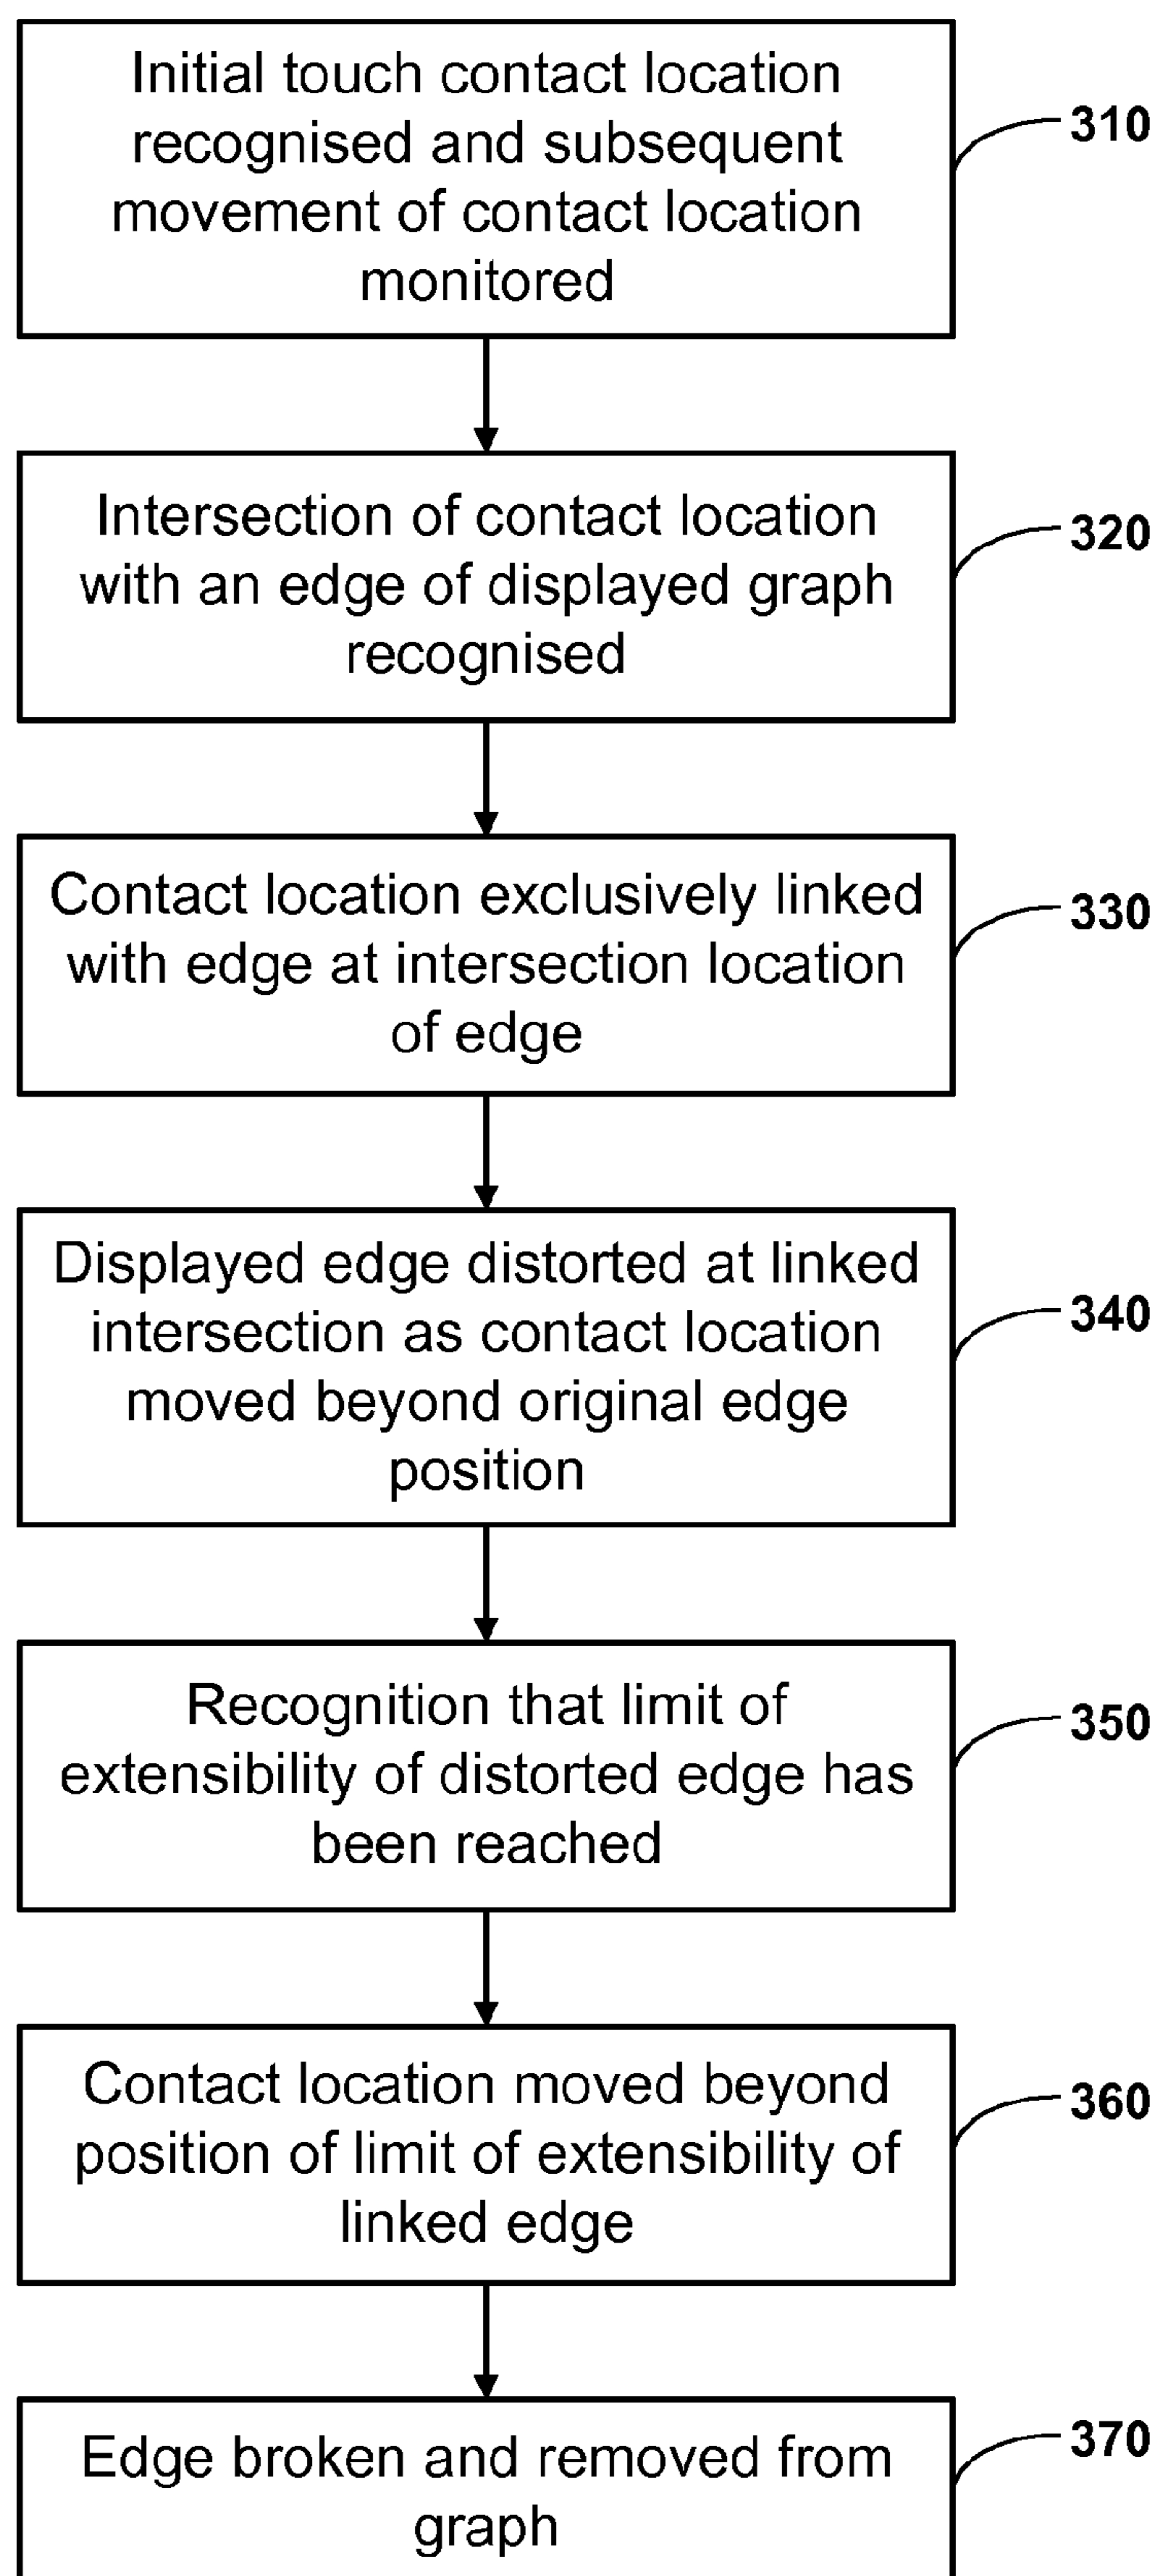 Initial touch contact location
recognised and subsequent
movement of contact location
monitored
310
Intersection of contact location
with an edge of displayed graph
recognised
320
Contact location exclusively linked
with edge at intersection location
of edge
330
Displayed edge distorted at linked
intersection as contact location
moved beyond original edge
position
340
Recognition that limit of
extensibility of distorted edge has
been reached
350
Contact location moved beyond
position of limit of extensibility of
linked edge
360
Edge broken and removed from
graph
370